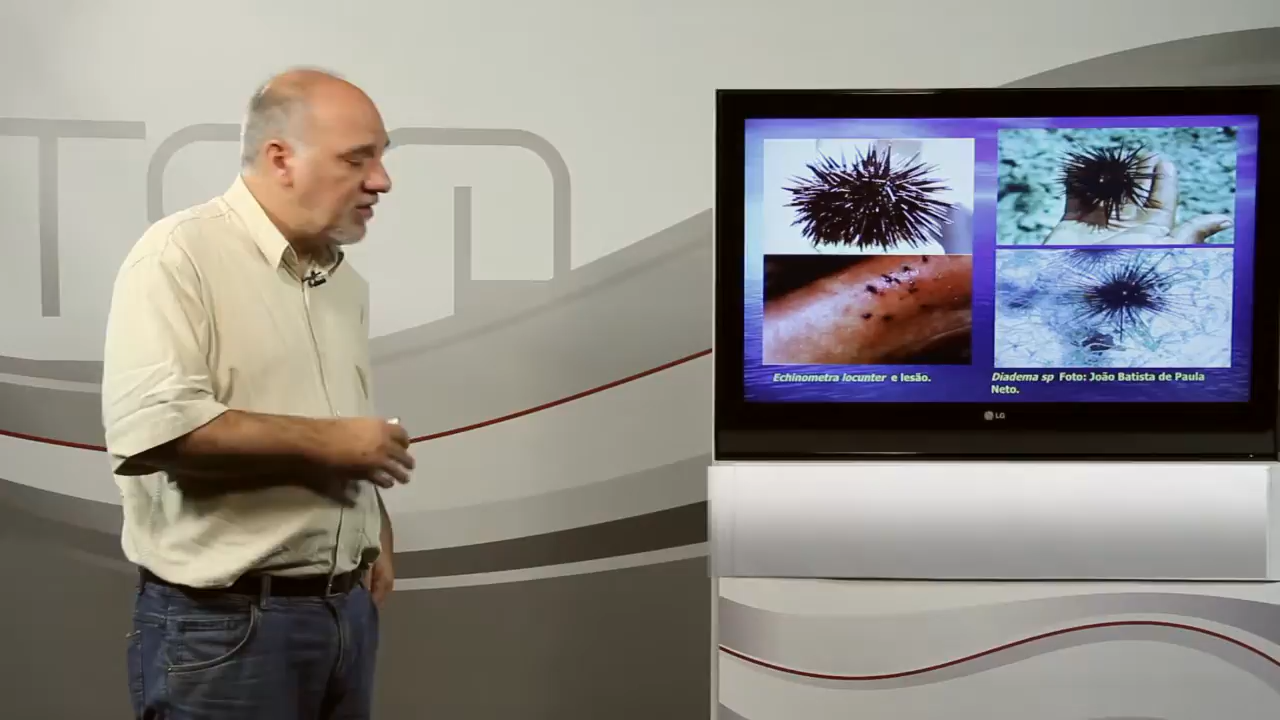 Echinometra locunter e lesão.
Diadema sp Foto: João Batista de Paula
Neto.
LG